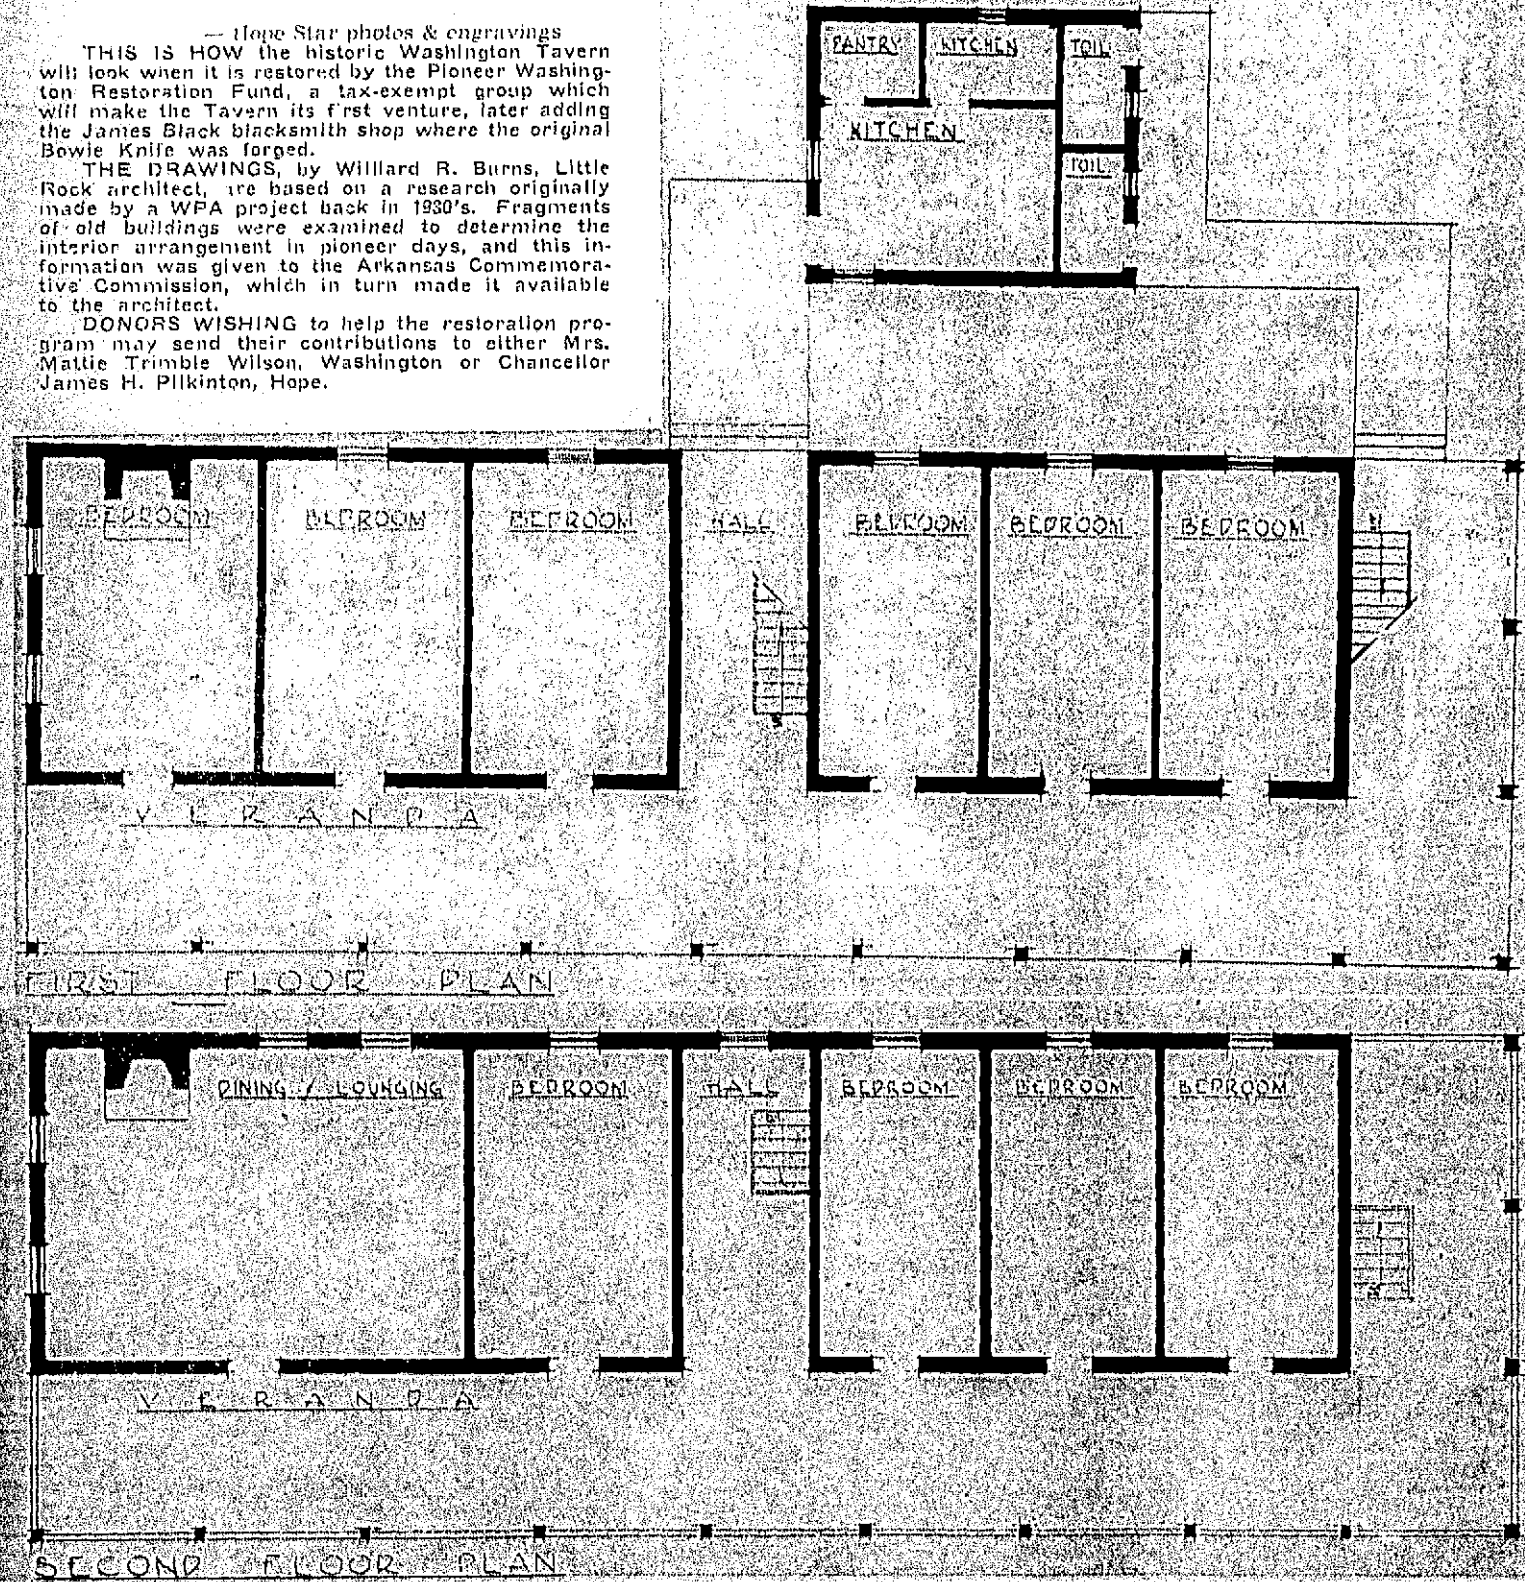 — Hope Star photos & engravings
THIS IS HOW the historic Washington Tavern
will look when it is restored by the Pioneer Washing-
ton Restoration Fund, a tax-exempt group which
will make the Tavern its f rst venture, later adding
the James Black blacksmith shop where the original
Bowie Knife was forged.
THE DRAWINGS, by Willard R. Burns, Little
Rock architect, are based on a research originally
made by a WPA project back in 1930's. Fragments
of old buildings were examined to determine the
interior arrangement in pioneer days, and this in-
formation was given to the Arkansas Commemora-
tive Commission, which in turn made it available
to the architect.
DONORS WISHING to help the restoration pro-
gram may send their contributions to either Mrs.
Mattie Trimble Wilson, Washington or Chancellor
James H. Pilkinton, Hope.
PANTRY KITCHEN TOIL
KITCHEN
TOIL
BEDROOM BEDROOM BEDROOM HALL BEDROOM BEDROOM BEDROOM
VERANDA
FIRST FLOOR PLAN
DINING / LOUNGING BEDROOM HALL BEDROOM BEDROOM BEDROOM
VERANDA
SECOND FLOOR PLAN